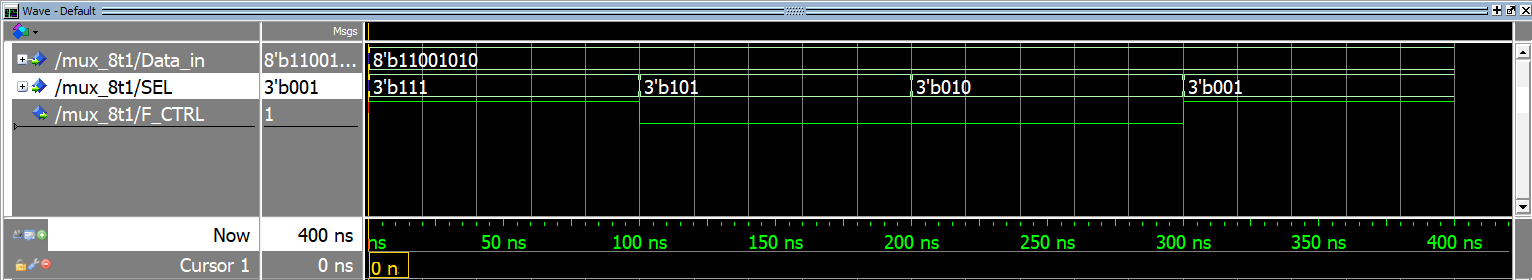 Wave - Default
Msgs
/mux_8t1/Data_in 8'b11001... 8'b11001010
/mux_8t1/SEL 3'b001 3'b111 3'b101 3'b010 3'b001
/mux_8t1/F_CTRL 1
Now 400 ns ns 50 ns 100 ns 150 ns 200 ns 250 ns 300 ns 350 ns 400 ns
Cursor 1 0 ns 0 n